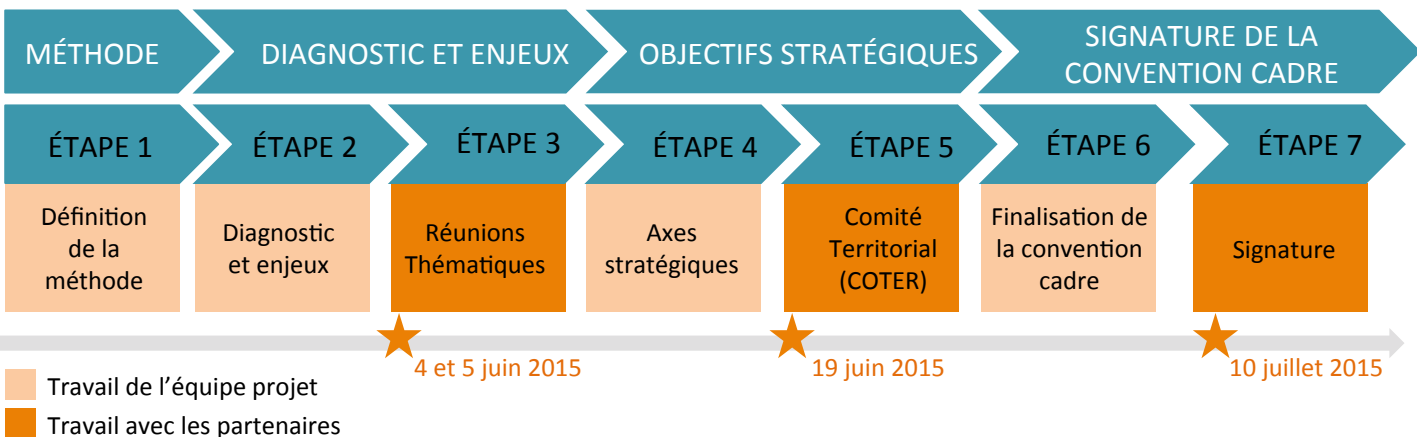 MÉTHODE
DIAGNOSTIC ET ENJEUX
OBJECTIFS STRATÉGIQUES
SIGNATURE DE LA
CONVENTION CADRE
ÉTAPE 1
ÉTAPE 2
ÉTAPE 3
ÉTAPE 4
ÉTAPE 5
ÉTAPE 6
ÉTAPE 7
Définition
de la
méthode
Diagnostic
et enjeux
Réunions
Thématiques
Axes
stratégiques
Comité
Territorial
(COTER)
Finalisation de
la convention
cadre
Signature
4 et 5 juin 2015
19 juin 2015
10 juillet 2015
Travail de l'équipe projet
Travail avec les partenaires